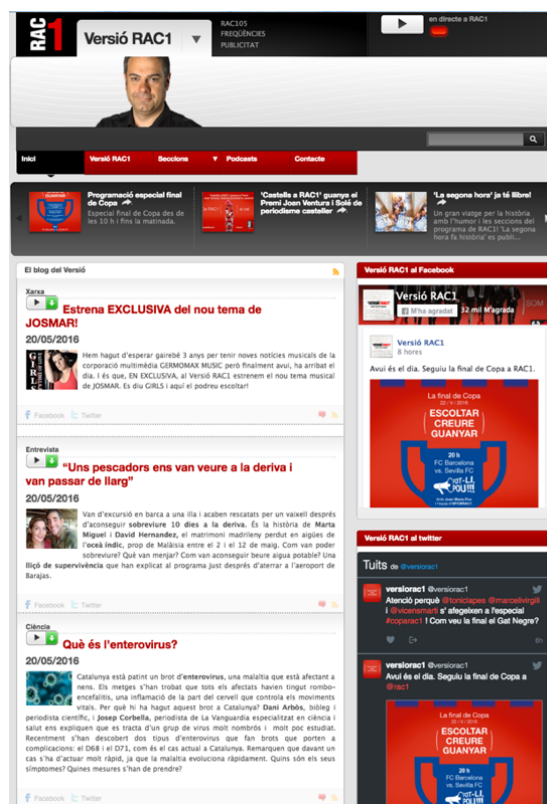 RAC1
Versió RAC1 ▼
RAC105
FREQÜÈNCIES
PUBLICITAT
en directe a RAC1
Inici
Versió RAC1
Seccions ▼
Podcasts
Contacte
Programació especial final
de Copa
Especial final de Copa des de
les 10 h i fins la matinada.
'Castells a RAC1' guanya el
Premi Joan Ventura i Solé de
periodisme casteller
'La segona hora' ja té llibre!
Un gran viatge per la història
amb l'humor i les seccions del
programa de RAC1! 'La segona
hora fa història' es publi...
El blog del Versió
Xarxa
Estrena EXCLUSIVA del nou tema de
JOSMAR!
20/05/2016
GIRLS
Hem hagut d'esperar gairebé 3 anys per tenir noves notícies musicals de la
corporació multimèdia GERMOMAX MUSIC però finalment avui, ha arribat el
dia. I és que, EN EXCLUSIVA, al Versió RAC1 estrenem el nou tema musical
de JOSMAR. Es diu GIRLS i aquí el podreu escoltar!
Facebook Twitter
Entrevista
“Uns pescadors ens van veure a la deriva i
van passar de llarg”
20/05/2016
Van d'excursió en barca a una illa i acaben rescatats per un vaixell després
d'aconseguir sobreviure 10 dies a la deriva. És la història de Marta
Miguel i David Hernandez, el matrimoni madrileny perdut en aigües de
l'oceà índic, prop de Malàsia entre el 2 i el 12 de maig. Com van poder
sobreviure? Què van menjar? Com van aconseguir beure aigua potable? Una
lliçó de supervivència que han explicat al programa just després d'aterrar a l'aeroport de
Barajas.
Facebook Twitter
Ciència
Què és l'enterovirus?
20/05/2016
Catalunya està patint un brot d'enterovirus, una malaltia que està afectant a
nens. Els metges s'han trobat que tots els afectats havien tingut rombo-
encefalitis, una inflamació de la part del cervell que controla els moviments
vitals. Per què hi ha hagut aquest brot a Catalunya? Dani Arbòs, biòleg i
periodista científic, i Josep Corbella, periodista de La Vanguardia especialitzat en ciència i
salut ens expliquen que es tracta d'un grup de virus molt nombrós i molt poc estudiat.
Recentment s'han descobert dos tipus d'enterovirus que fan brots que porten a
complicacions: el D68 i el D71, com és el cas actual a Catalunya. Remarquen que davant un
cas s'ha d'actuar molt ràpid, ja que la malaltia evoluciona ràpidament. Quins són els seus
símptomes? Quines mesures s'han de prendre?
Facebook Twitter
Versió RAC1 al Facebook
Versió RAC1
M'ha agradat
32 mil M'agrada
SOM
Versió RAC1
8 hores
Avui és el dia. Seguiu la final de Copa a RAC1.
La final de Copa
22 / V / 2016
ESCOLTAR
CREURE
GUANYAR
20 h
FC Barcelona
vs. Sevilla FC
Gat-LI,
POU!!!
Versió RAC1 al twitter
Tuits de @versiorac1
versiorac1 @versiorac1
Atenció perquè @toniclapes @marcelivirgili
i @vicensmarti s' afegeixen a l'especial
#coparac1 ! Com veu la final el Gat Negre?
6h
versiorac1 @versiorac1
Avui és el dia. Seguiu la final de Copa a
@rac1
La final de Copa
ESCOLTAR
CREURE
GUANYAR
20 h
FC Barcelona
vs. Sevilla FC
Gat-LI,
POU!!!